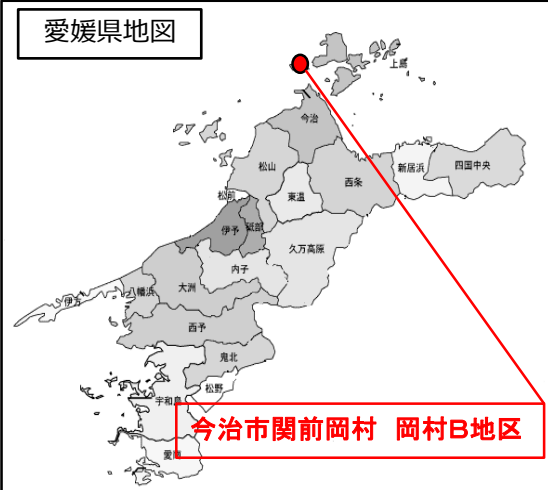 愛媛県地図
上島
今治
松山
西条
新居浜
四国中央
東温
松前
伊予
砥部
久万高原
内子
大洲
八幡浜
伊方
西予
鬼北
松野
宇和島
今治市関前岡村 岡村B地区